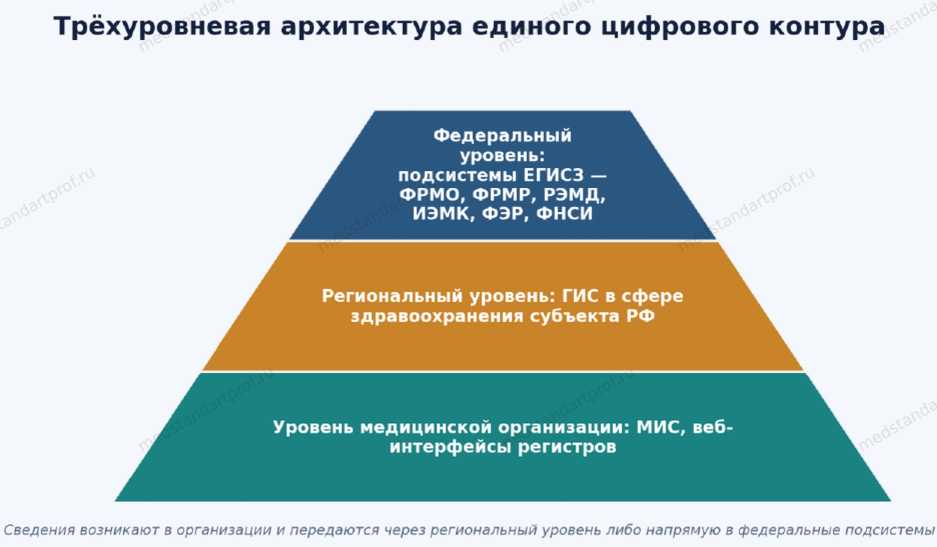 Трёхуровневая архитектура единого цифрового контура
Федеральный
уровень:
подсистемы ЕГИСЗ —
ФРМО, ФРМР, РЭМД,
ИЭМК, ФЭР, ФНСИ
Региональный уровень: ГИС в сфере
здравоохранения субъекта РФ
Уровень медицинской организации: МИС, веб-
интерфейсы регистров
Сведения возникают в организации и передаются через региональный уровень либо напрямую в федеральные подсистемы
medstandartprof.ru